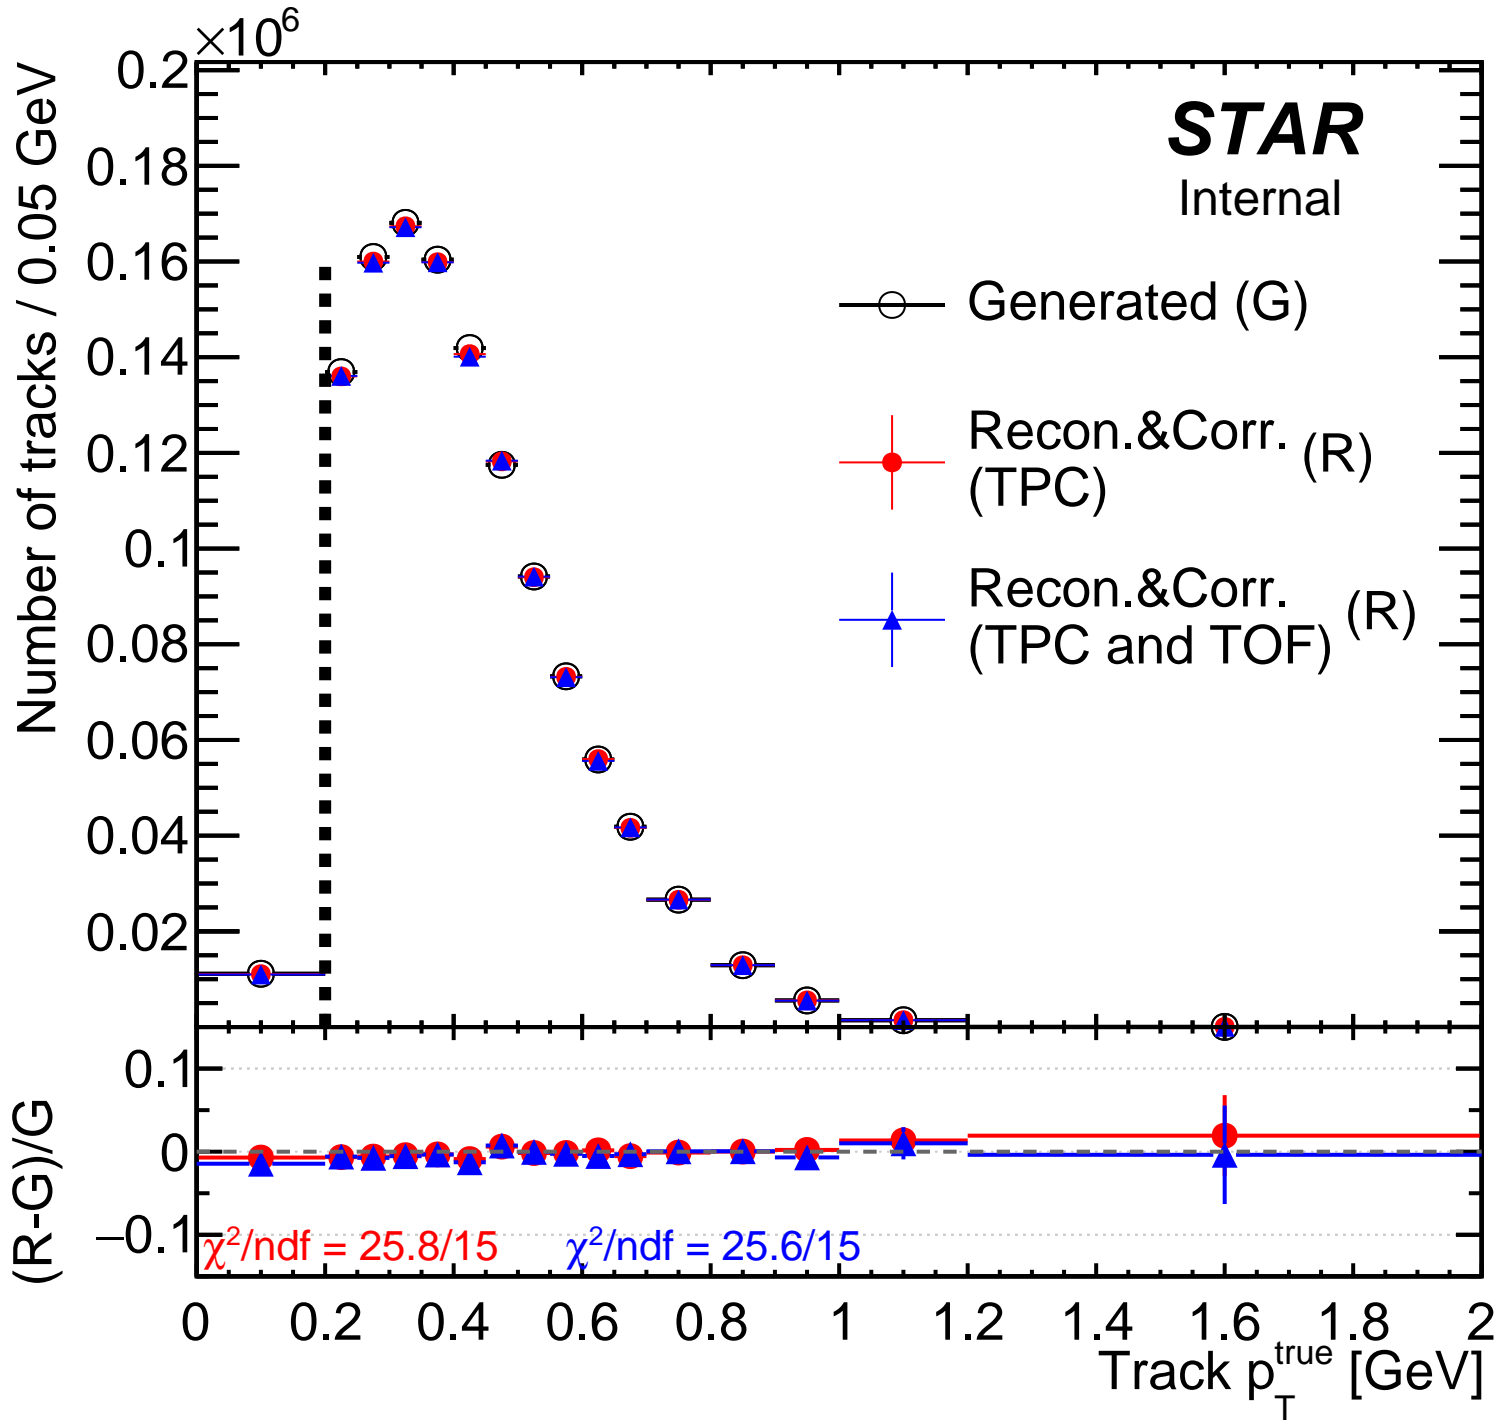 ×10⁶
0.2
0.18
0.16
0.14
0.12
0.1
0.08
0.06
0.04
0.02
Number of tracks / 0.05 GeV
STAR
Internal
Generated (G)
Recon.&Corr. (R)
(TPC)
Recon.&Corr. (R)
(TPC and TOF)
0.1
0
−0.1
(R-G)/G
χ²/ndf = 25.8/15 χ²/ndf = 25.6/15
0 0.2 0.4 0.6 0.8 1 1.2 1.4 1.6 1.8 2
Track p_T^true [GeV]